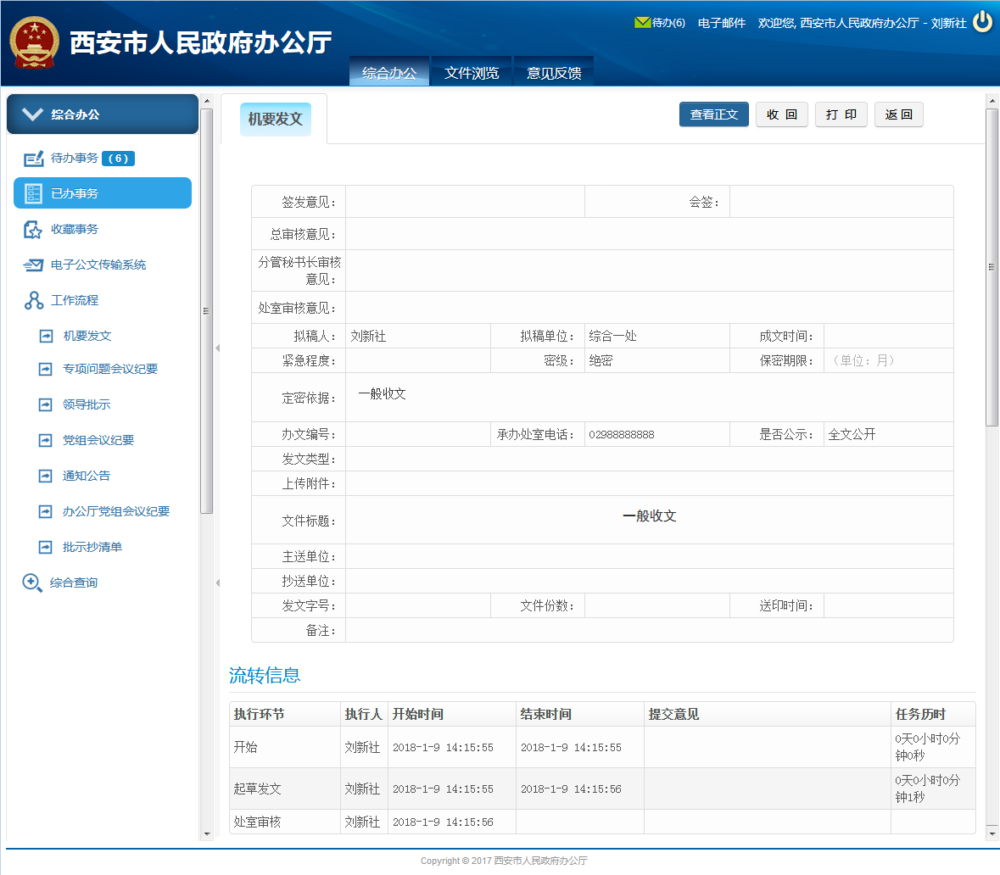 西安市人民政府办公厅
待办(6) 电子邮件 欢迎您, 西安市人民政府办公厅 - 刘新社
综合办公 文件浏览 意见反馈
综合办公
待办事务 ( 6 )
已办事务
收藏事务
电子公文传输系统
工作流程
机要发文
专项问题会议纪要
领导批示
党组会议纪要
通知公告
办公厅党组会议纪要
批示抄清单
综合查询
机要发文
查看正文 收 回 打 印 返 回
签发意见： 会签：
总审核意见：
分管秘书长审核
意见：
处室审核意见：
拟稿人： 刘新社 拟稿单位： 综合一处 成文时间：
紧急程度： 密级： 绝密 保密期限： （单位：月）
定密依据： 一般收文
办文编号： 承办处室电话： 02988888888 是否公示： 全文公开
发文类型：
上传附件：
文件标题： 一般收文
主送单位：
抄送单位：
发文字号： 文件份数： 送印时间：
备注：
流转信息
执行环节 执行人 开始时间 结束时间 提交意见 任务历时
开始 刘新社 2018-1-9 14:15:55 2018-1-9 14:15:55 0天0小时0分
钟0秒
起草发文 刘新社 2018-1-9 14:15:55 2018-1-9 14:15:56 0天0小时0分
钟1秒
处室审核 刘新社 2018-1-9 14:15:56
Copyright © 2017 西安市人民政府办公厅